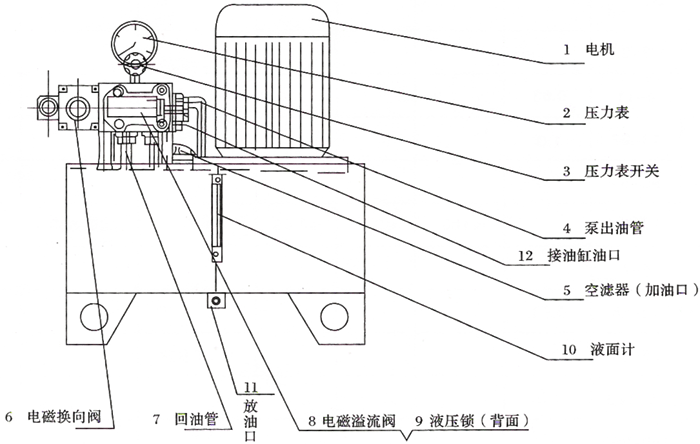 1 电机
2 压力表
3 压力表开关
4 泵出油管
12 接油缸油口
5 空滤器（加油口）
10 液面计
6 电磁换向阀
7 回油管
11 放油口
8 电磁溢流阀
9 液压锁（背面）